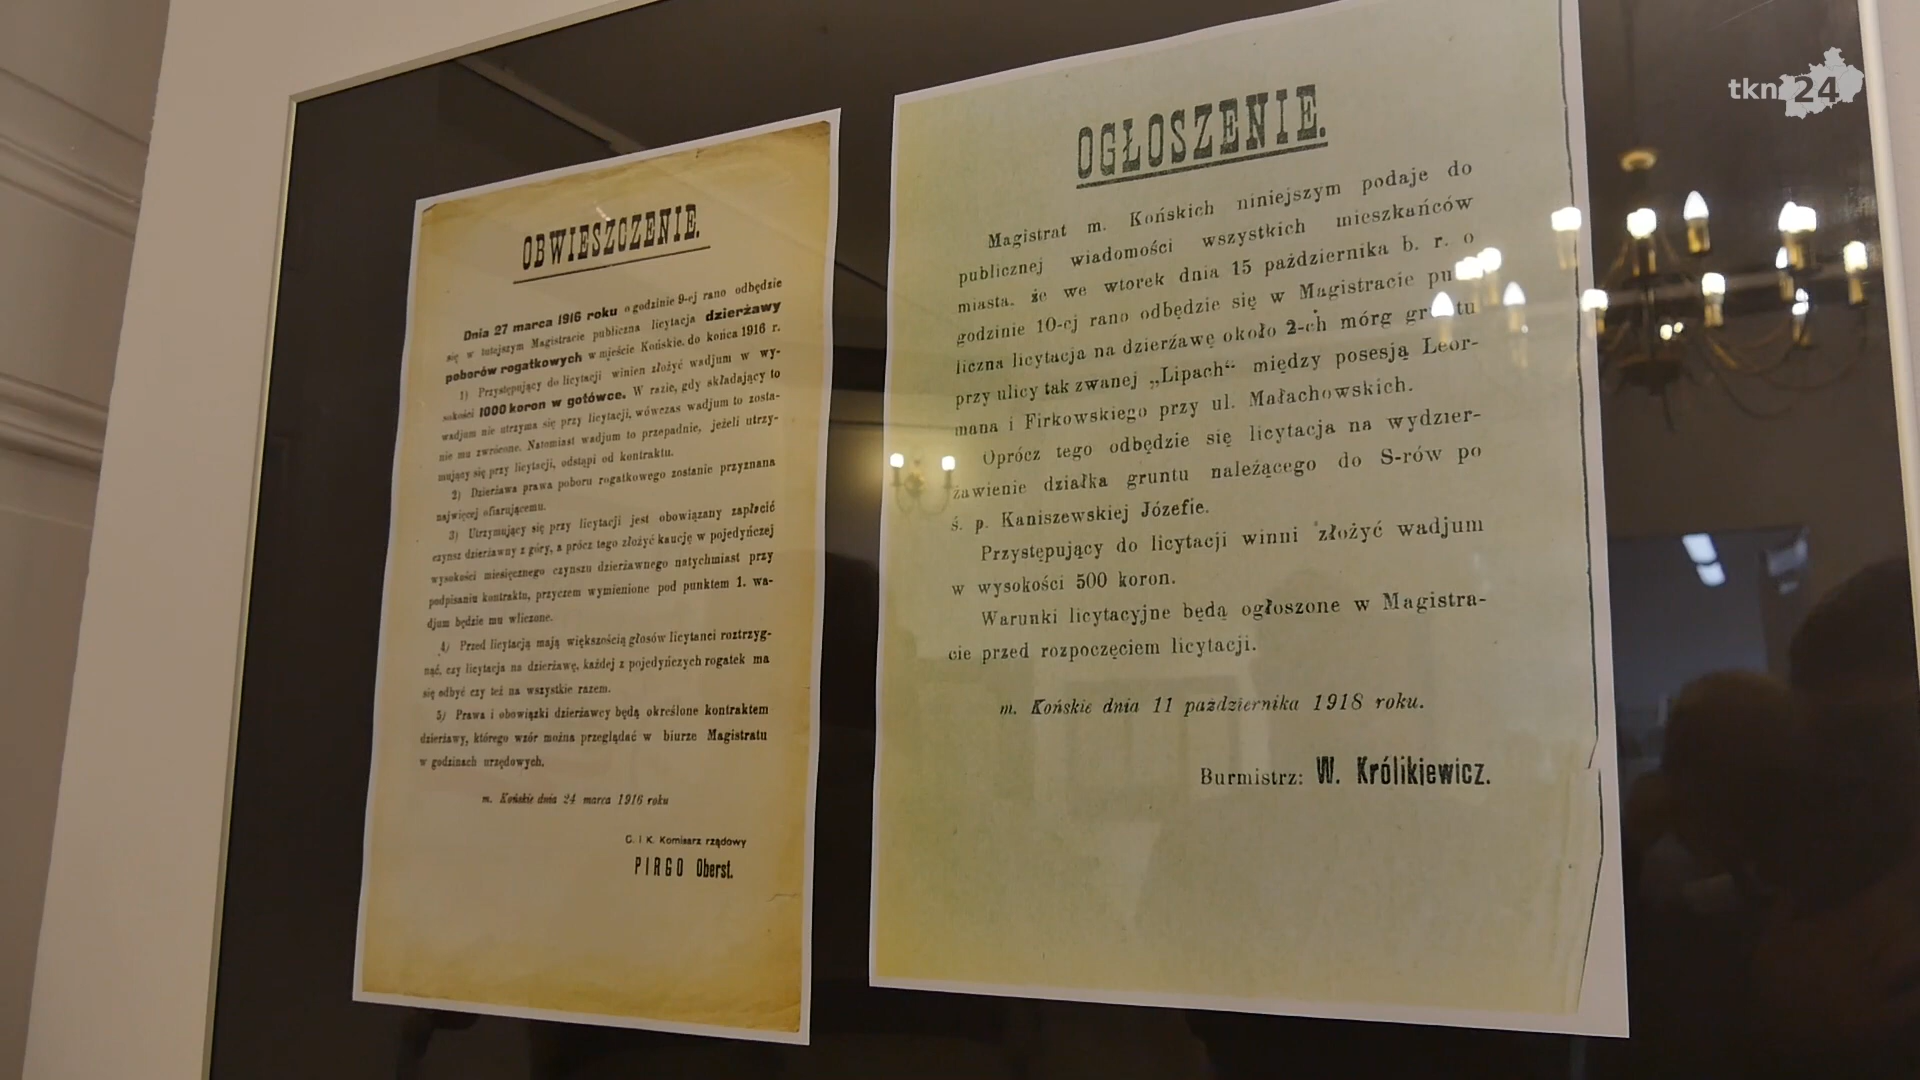 OBWIESZCZENIE.
Dnia 27 marca 1916 roku o godzinie 9-ej rano odbędzie
się w tutejszym Magistracie publiczna licytacja dzierżawy
poborów rogatkowych w mieście Końskie, do końca 1916 r.
1) Przystępujący do licytacji winien złożyć wadjum w wy-
sokości 1000 koron w gotówce. W razie, gdy składający to
wadjum nie utrzyma się przy licytacji, wówczas wadjum to zosta-
nie mu zwrócone. Natomiast wadjum to przepadnie, jeżeli utrzy-
mujący się przy licytacji, odstąpi od kontraktu.
2) Dzierżawa prawa poboru rogatkowego zostanie przyznana
najwięcej ofiarującemu.
3) Utrzymujący się przy licytacji jest obowiązany zapłacić
czynsz dzierżawny z góry, a prócz tego złożyć kaucję w pojedyńczej
wysokości miesięcznego czynszu dzierżawnego natychmiast przy
podpisaniu kontraktu, przyczem wymienione pod punktem 1. wa-
djum będzie mu wliczone.
4) Przed licytacją mają większością głosów licytanci roztrzyg-
nąć, czy licytacja na dzierżawę, każdej z pojedyńczych rogatek ma
się odbyć czy też na wszystkie razem.
5) Prawa i obowiązki dzierżawcy będą określone kontraktem
dzierżawy, którego wzór można przeglądać w biurze Magistratu
w godzinach urzędowych.
m. Końskie dnia 24 marca 1916 roku
C. i K. Komisarz rządowy
PIRGO Oberst.
OGŁOSZENIE.
Magistrat m. Końskich niniejszym podaje do
publicznej wiadomości wszystkich mieszkańców
miasta, że we wtorek dnia 15 października b. r. o
godzinie 10-ej rano odbędzie się w Magistracie pu-
liczna licytacja na dzierżawę około 2-ch mórg gruntu
przy ulicy tak zwanej „Lipach“ między posesją Leor-
mana i Firkowskiego przy ul. Małachowskich.
Oprócz tego odbędzie się licytacja na wydzier-
żawienie działka gruntu należącego do S-rów po
ś. p. Kaniszewskiej Józefie.
Przystępujący do licytacji winni złożyć wadjum
w wysokości 500 koron.
Warunki licytacyjne będą ogłoszone w Magistra-
cie przed rozpoczęciem licytacji.
m. Końskie dnia 11 października 1918 roku.
Burmistrz: W. Królikiewicz.
tkn24